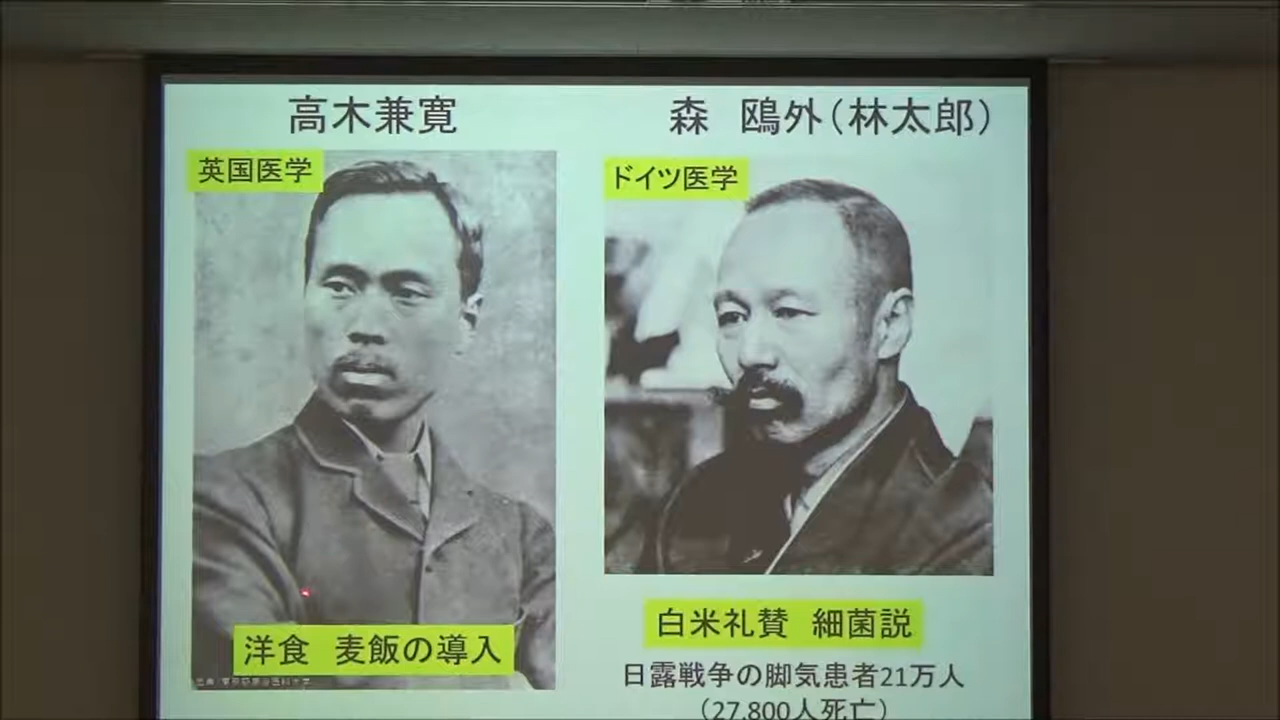 高木兼寛
英国医学
洋食　麦飯の導入
森　鴎外（林太郎）
ドイツ医学
白米礼賛　細菌説
日露戦争の脚気患者21万人
（27,800人死亡）